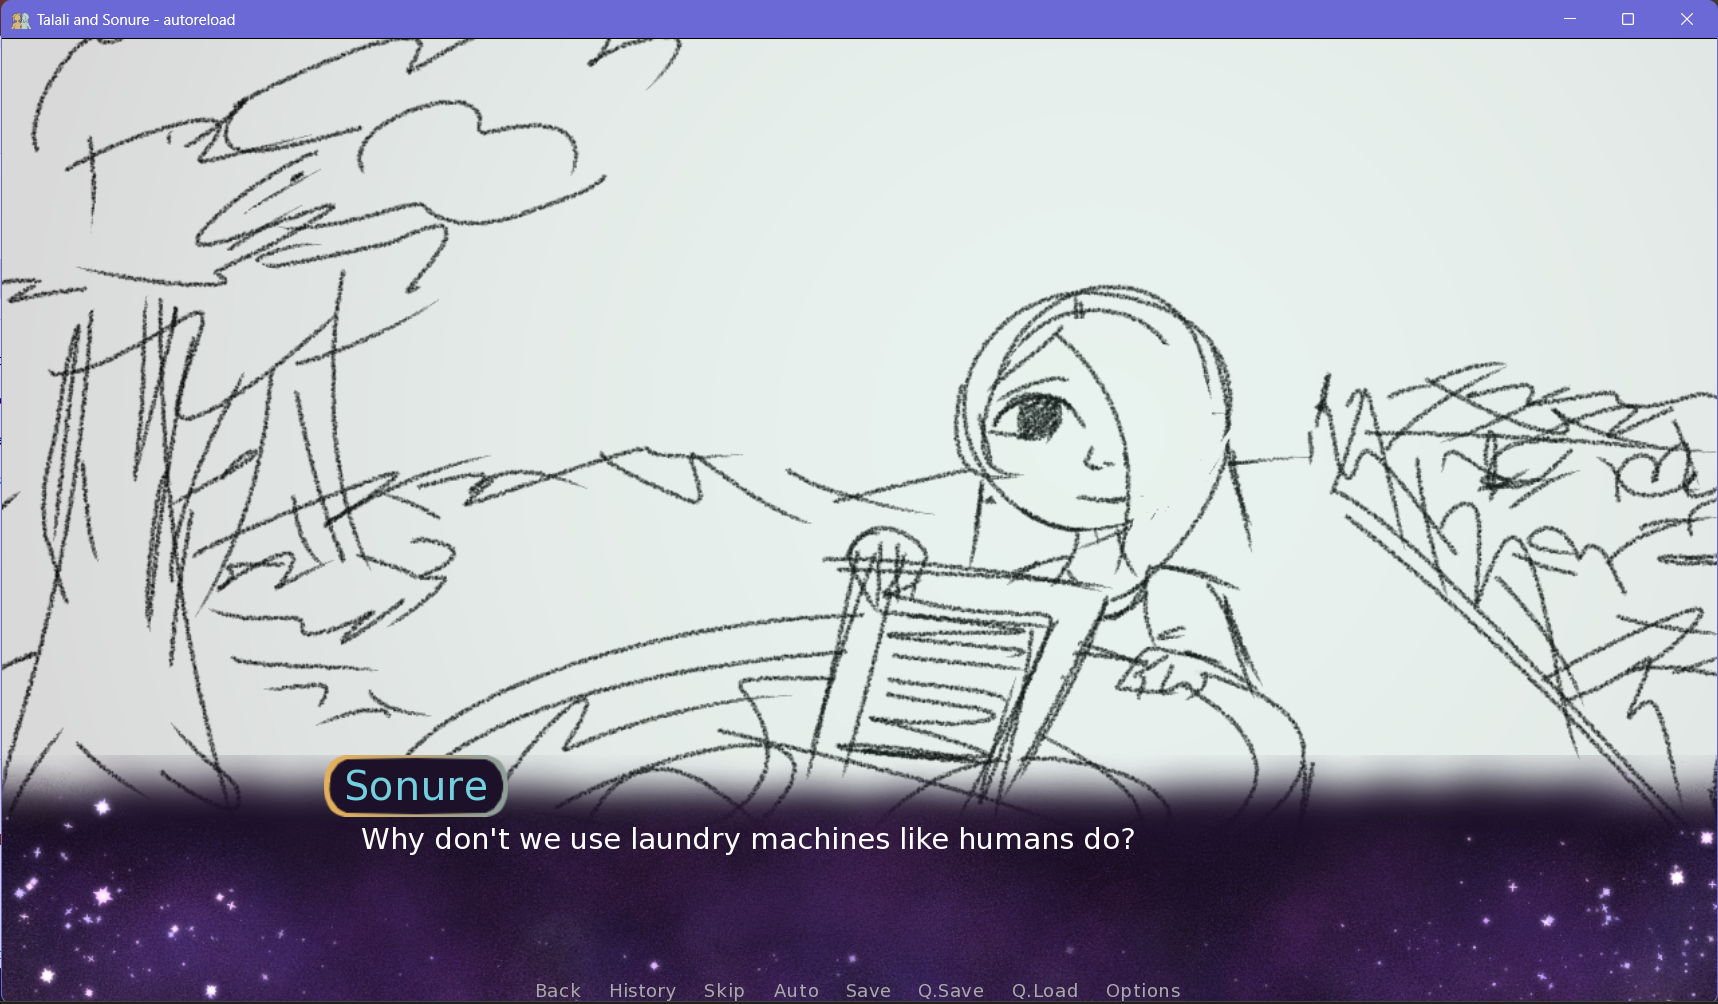 Talali and Sonure - autoreload
Sonure
Why don't we use laundry machines like humans do?
Back History Skip Auto Save Q.Save Q.Load Options